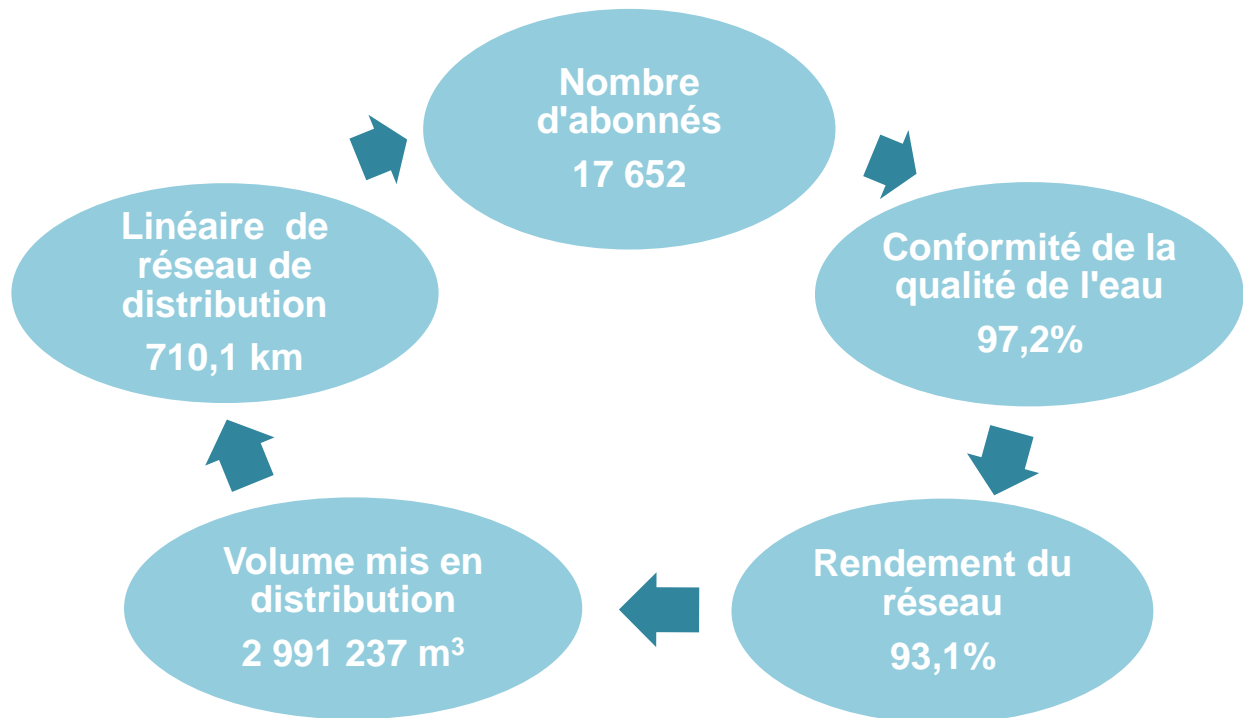 Nombre
d'abonnés
17 652
Conformité de la
qualité de l'eau
97,2%
Rendement du
réseau
93,1%
Volume mis en
distribution
2 991 237 m³
Linéaire de
réseau de
distribution
710,1 km